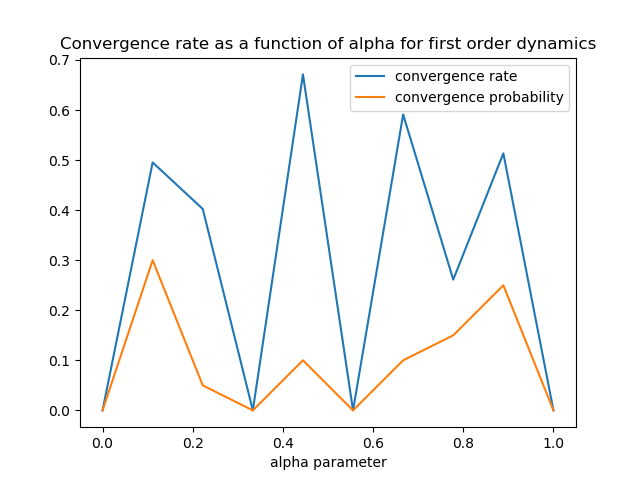 Convergence rate as a function of alpha for first order dynamics
convergence rate
convergence probability
0.7
0.6
0.5
0.4
0.3
0.2
0.1
0.0
0.0 0.2 0.4 0.6 0.8 1.0
alpha parameter